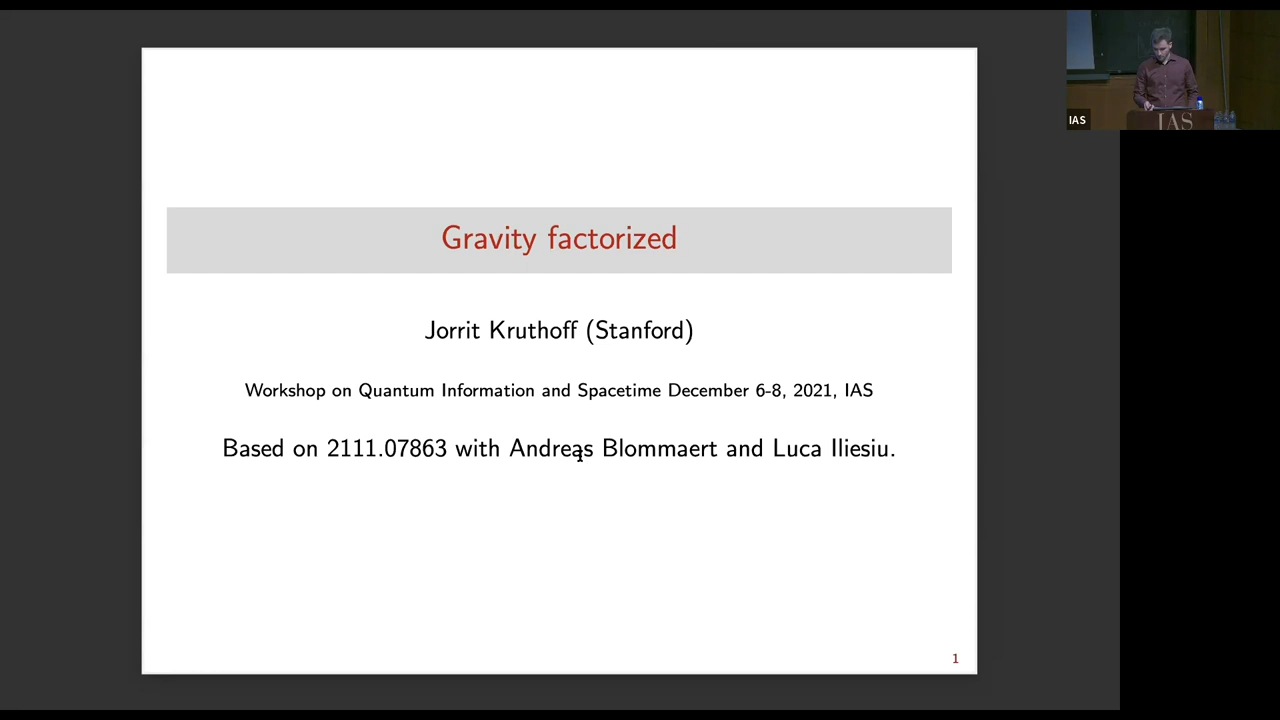 Gravity factorized
Jorrit Kruthoff (Stanford)
Workshop on Quantum Information and Spacetime December 6-8, 2021, IAS
Based on 2111.07863 with Andreas Blommaert and Luca Iliesiu.
1
IAS
IAS